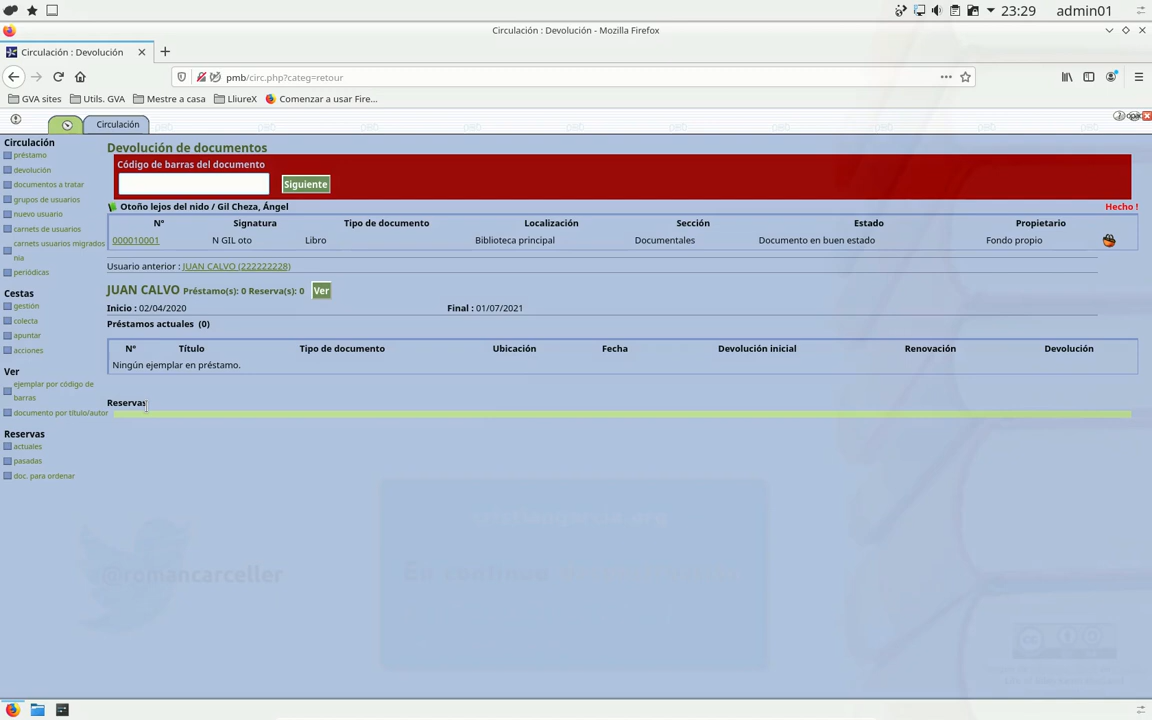 23:29 admin01
Circulación : Devolución - Mozilla Firefox
Circulación : Devolución
pmb/circ.php?categ=retour
GVA sites Utils. GVA Mestre a casa LliureX Comenzar a usar Fire...
Circulación
Circulación
préstamo
devolución
documentos a tratar
grupos de usuarios
nuevo usuario
carnets de usuarios
carnets usuarios migrados
nia
periódicas
Cestas
gestión
colecta
apuntar
acciones
Ver
ejemplar por código de
barras
documento por título/autor
Reservas
actuales
pasadas
doc. para ordenar
Devolución de documentos
Código de barras del documento
Siguiente
Otoño lejos del nido / Gil Cheza, Ángel Hecho !
Nº Signatura Tipo de documento Localización Sección Estado Propietario
000010001 N GIL oto Libro Biblioteca principal Documentales Documento en buen estado Fondo propio
Usuario anterior : JUAN CALVO (222222228)
JUAN CALVO Préstamo(s): 0 Reserva(s): 0 Ver
Inicio : 02/04/2020 Final : 01/07/2021
Préstamos actuales (0)
Nº Título Tipo de documento Ubicación Fecha Devolución inicial Renovación Devolución
Ningún ejemplar en préstamo.
Reservas
@romancarceller